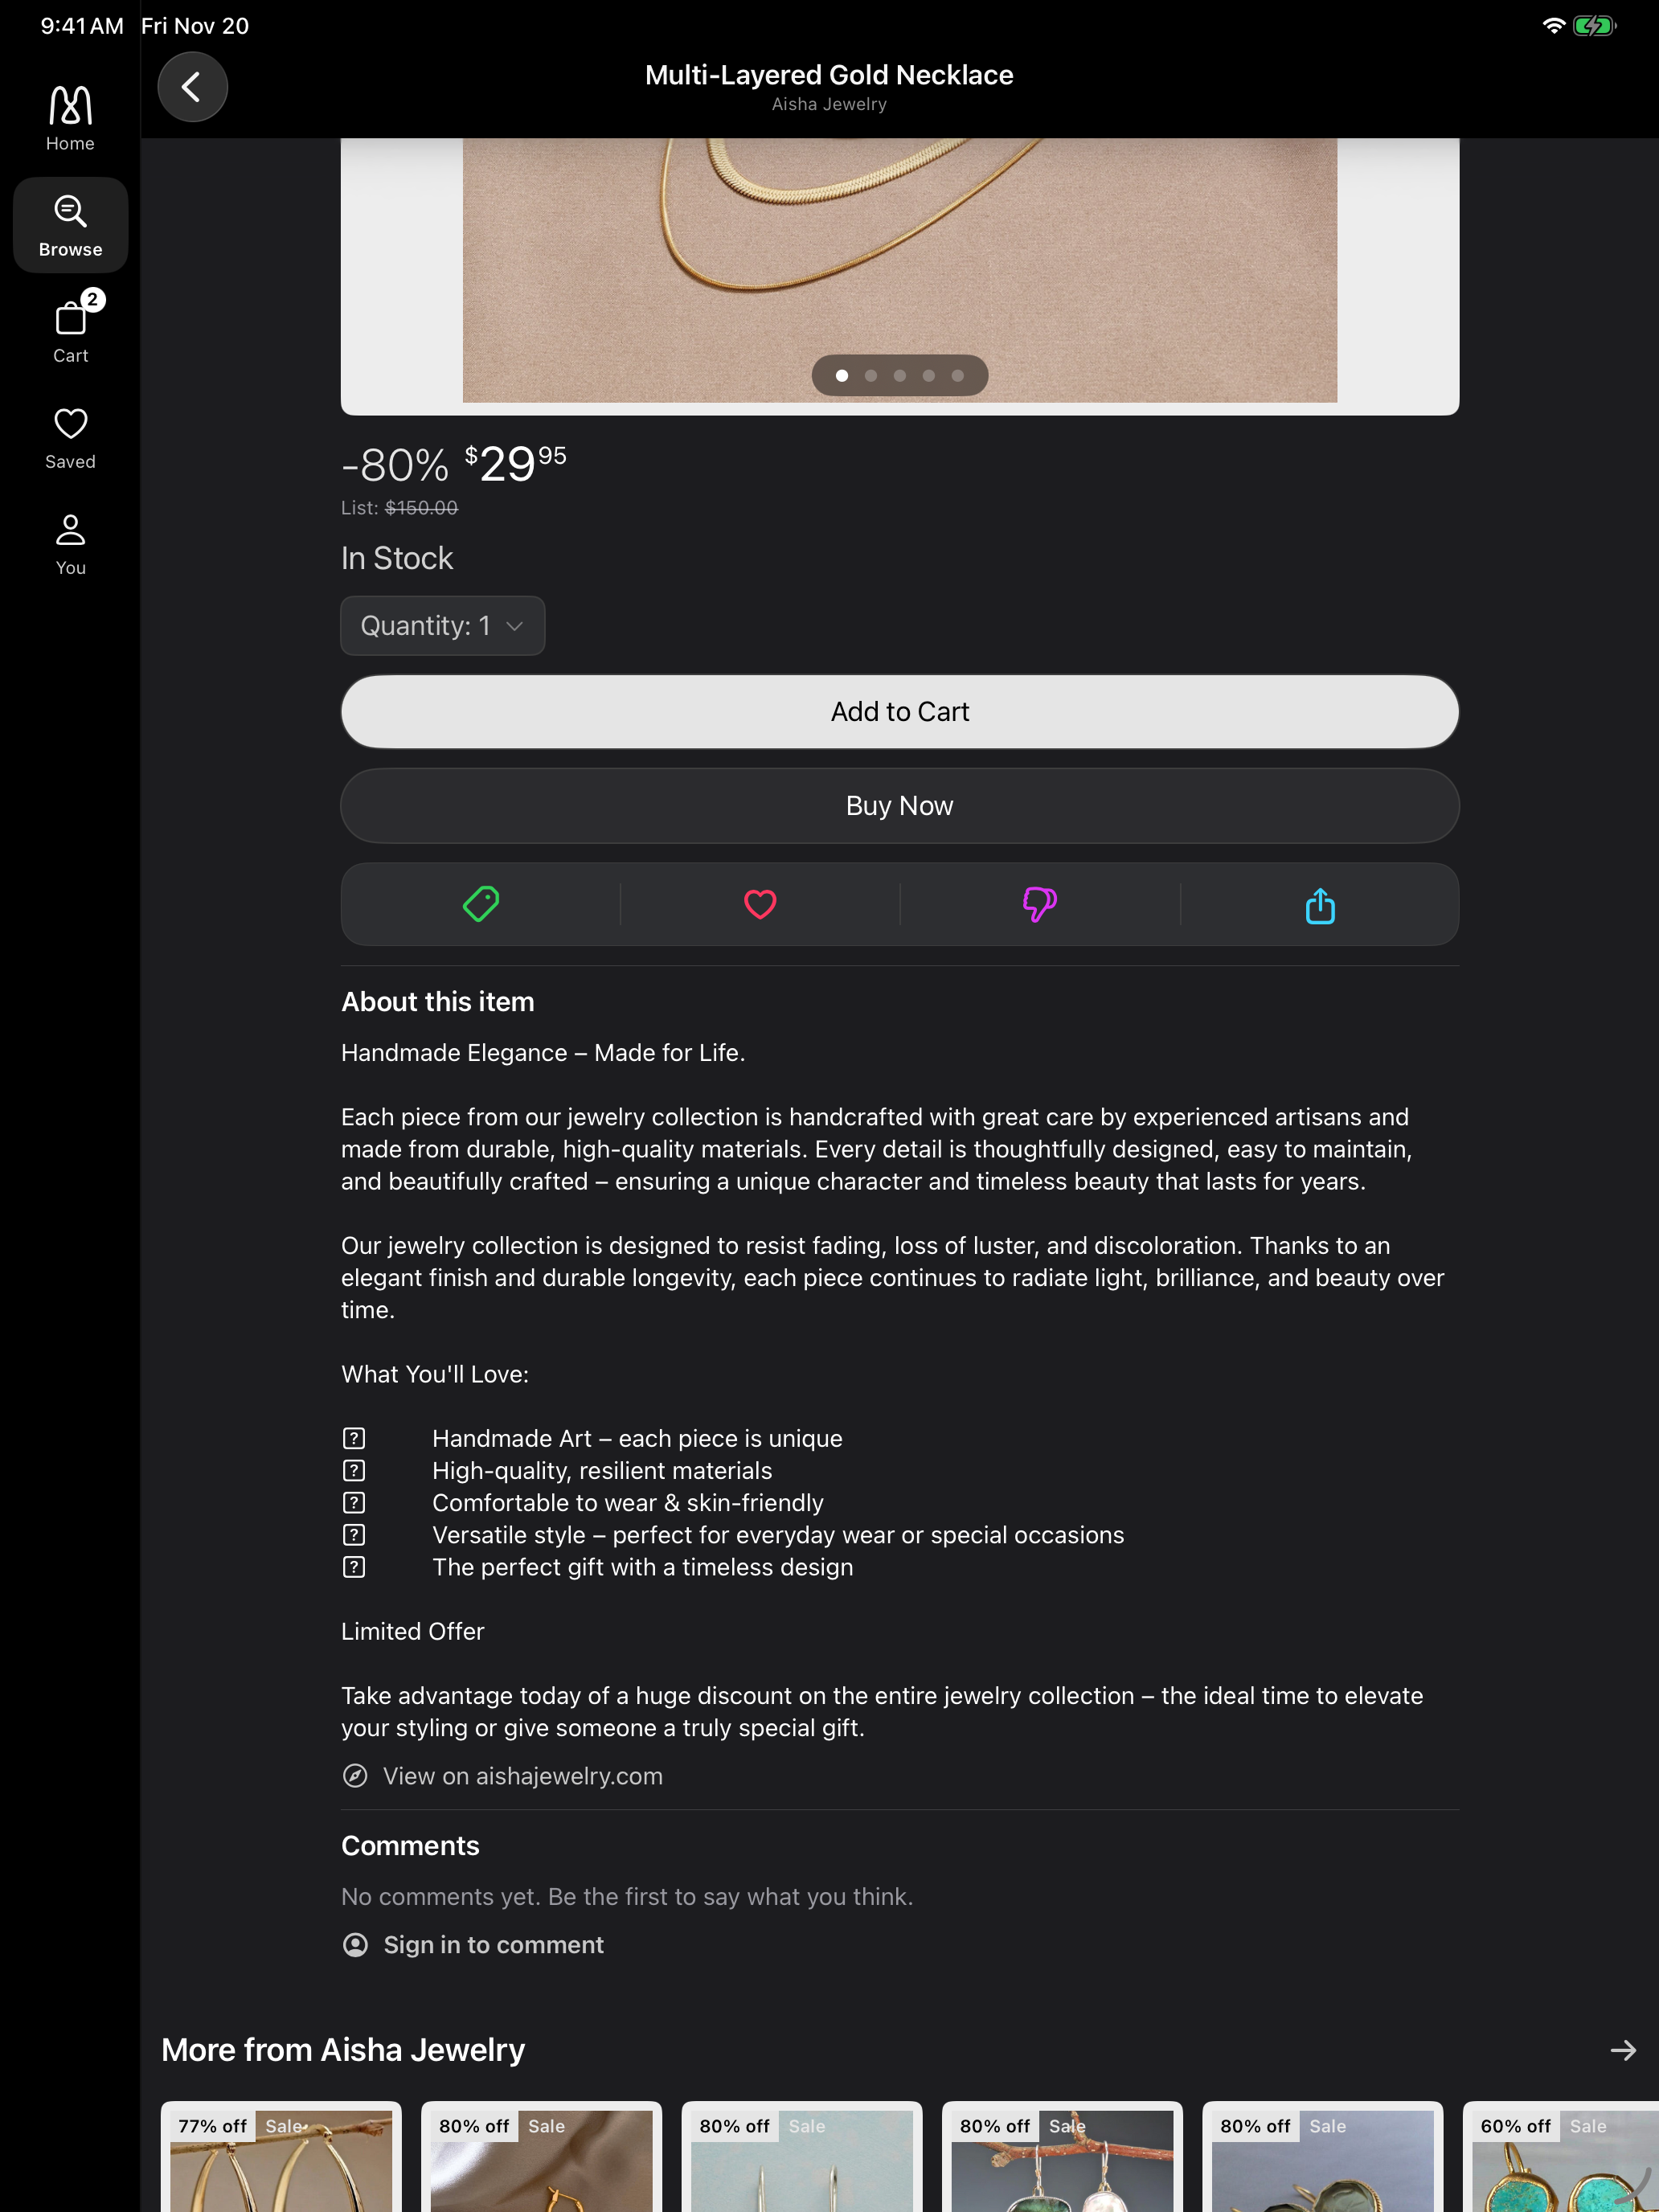 9:41 AM Fri Nov 20
Multi-Layered Gold Necklace
Aisha Jewelry
Home
Browse
2
Cart
Saved
You
-80% $29 95
List: $150.00
In Stock
Quantity: 1
Add to Cart
Buy Now
About this item
Handmade Elegance – Made for Life.
Each piece from our jewelry collection is handcrafted with great care by experienced artisans and
made from durable, high-quality materials. Every detail is thoughtfully designed, easy to maintain,
and beautifully crafted – ensuring a unique character and timeless beauty that lasts for years.
Our jewelry collection is designed to resist fading, loss of luster, and discoloration. Thanks to an
elegant finish and durable longevity, each piece continues to radiate light, brilliance, and beauty over
time.
What You'll Love:
? Handmade Art – each piece is unique
? High-quality, resilient materials
? Comfortable to wear & skin-friendly
? Versatile style – perfect for everyday wear or special occasions
? The perfect gift with a timeless design
Limited Offer
Take advantage today of a huge discount on the entire jewelry collection – the ideal time to elevate
your styling or give someone a truly special gift.
View on aishajewelry.com
Comments
No comments yet. Be the first to say what you think.
Sign in to comment
More from Aisha Jewelry
77% off Sale
80% off Sale
80% off Sale
80% off Sale
80% off Sale
60% off Sale